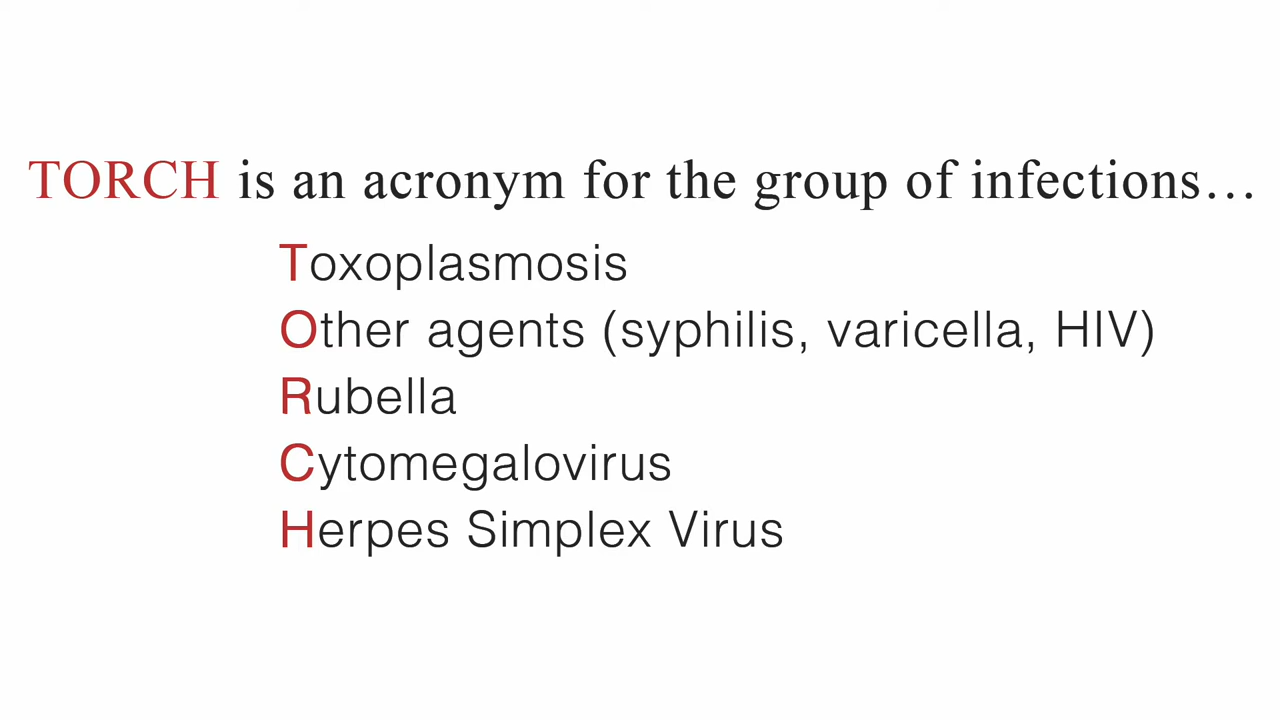 TORCH is an acronym for the group of infections…
Toxoplasmosis
Other agents (syphilis, varicella, HIV)
Rubella
Cytomegalovirus
Herpes Simplex Virus